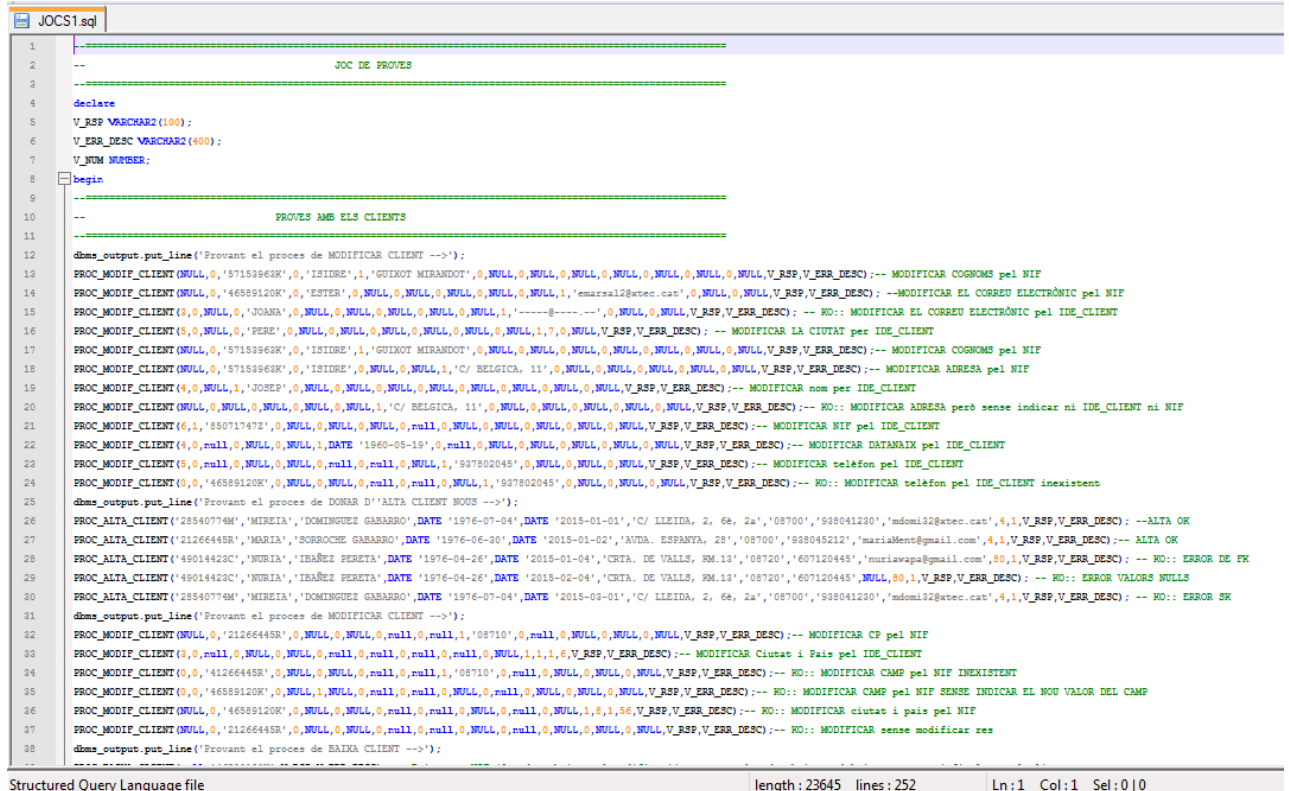 JOCS1.sql
1 --==============================================================================
2 -- JOC DE PROVES
3 --==============================================================================
4 declare
5 V_RSP VARCHAR2(100);
6 V_ERR_DESC VARCHAR2(400);
7 V_NUM NUMBER;
8 begin
9 --==============================================================================
10 -- PROVES AMB ELS CLIENTS
11 --==============================================================================
12 dbms_output.put_line('Provant el proces de MODIFICAR CLIENT -->');
13 PROC_MODIF_CLIENT(NULL,0,'57153963K',0,'ISIDRE',1,'GUIXOT MIRANDOT',0,NULL,0,NULL,0,NULL,0,NULL,0,NULL,0,NULL,0,NULL,V_RSP,V_ERR_DESC);-- MODIFICAR COGNOMS pel NIF
14 PROC_MODIF_CLIENT(NULL,0,'46589120K',0,'ESTER',0,NULL,0,NULL,0,NULL,0,NULL,0,NULL,1,'emarsal2@xtec.cat',0,NULL,0,NULL,V_RSP,V_ERR_DESC); --MODIFICAR EL CORREU ELECTRÒNIC pel NIF
15 PROC_MODIF_CLIENT(3,0,NULL,0,'JOANA',0,NULL,0,NULL,0,NULL,0,NULL,0,NULL,1,'-----@----.--',0,NULL,0,NULL,V_RSP,V_ERR_DESC); -- KO:: MODIFICAR EL CORREU ELECTRÒNIC pel IDE_CLIENT
16 PROC_MODIF_CLIENT(5,0,NULL,0,'PERE',0,NULL,0,NULL,0,NULL,0,NULL,0,NULL,0,NULL,1,7,0,NULL,V_RSP,V_ERR_DESC); -- MODIFICAR LA CIUTAT per IDE_CLIENT
17 PROC_MODIF_CLIENT(NULL,0,'57153963K',0,'ISIDRE',1,'GUIXOT MIRANDOT',0,NULL,0,NULL,0,NULL,0,NULL,0,NULL,0,NULL,0,NULL,V_RSP,V_ERR_DESC);-- MODIFICAR COGNOMS pel NIF
18 PROC_MODIF_CLIENT(NULL,0,'57153963K',0,'ISIDRE',0,NULL,0,NULL,1,'C/ BELGICA, 11',0,NULL,0,NULL,0,NULL,0,NULL,0,NULL,V_RSP,V_ERR_DESC);-- MODIFICAR ADRESA pel NIF
19 PROC_MODIF_CLIENT(4,0,NULL,1,'JOSEP',0,NULL,0,NULL,0,NULL,0,NULL,0,NULL,0,NULL,0,NULL,0,NULL,V_RSP,V_ERR_DESC);-- MODIFICAR nom per IDE_CLIENT
20 PROC_MODIF_CLIENT(NULL,0,NULL,0,NULL,0,NULL,0,NULL,1,'C/ BELGICA, 11',0,NULL,0,NULL,0,NULL,0,NULL,0,NULL,V_RSP,V_ERR_DESC);-- KO:: MODIFICAR ADRESA però sense indicar ni IDE_CLIENT ni NIF
21 PROC_MODIF_CLIENT(6,1,'85071747Z',0,NULL,0,NULL,0,NULL,0,null,0,NULL,0,NULL,0,NULL,0,NULL,0,NULL,V_RSP,V_ERR_DESC);-- MODIFICAR NIF pel IDE_CLIENT
22 PROC_MODIF_CLIENT(4,0,null,0,NULL,0,NULL,1,DATE '1960-05-19',0,null,0,NULL,0,NULL,0,NULL,0,NULL,0,NULL,V_RSP,V_ERR_DESC);-- MODIFICAR DATANAIX pel IDE_CLIENT
23 PROC_MODIF_CLIENT(5,0,null,0,NULL,0,NULL,0,null,0,null,0,NULL,1,'937802045',0,NULL,0,NULL,0,NULL,V_RSP,V_ERR_DESC);-- MODIFICAR telèfon pel IDE_CLIENT
24 PROC_MODIF_CLIENT(0,0,'46589120K',0,NULL,0,NULL,0,null,0,null,0,NULL,1,'937802045',0,NULL,0,NULL,0,NULL,V_RSP,V_ERR_DESC);-- KO:: MODIFICAR telèfon pel IDE_CLIENT inexistent
25 dbms_output.put_line('Provant el proces de DONAR D''ALTA CLIENT NOUS -->');
26 PROC_ALTA_CLIENT('28540774M','MIREIA','DOMINGUEZ GABARRO',DATE '1976-07-04',DATE '2015-01-01','C/ LLEIDA, 2, 6è, 2a','08700','938041230','mdomi32@xtec.cat',4,1,V_RSP,V_ERR_DESC); --ALTA OK
27 PROC_ALTA_CLIENT('21266445R','MARIA','SORROCHE GABARRO',DATE '1976-06-30',DATE '2015-01-02','AVDA. ESPANYA, 28','08700','938045212','mariaMent@gmail.com',4,1,V_RSP,V_ERR_DESC);-- ALTA OK
28 PROC_ALTA_CLIENT('49014423C','NURIA','IBAÑEZ PERETA',DATE '1976-04-26',DATE '2015-01-04','CRTA. DE VALLS, KM.13','08720','607120445','nuriawapa@gmail.com',80,1,V_RSP,V_ERR_DESC); -- KO:: ERROR DE FK
29 PROC_ALTA_CLIENT('49014423C','NURIA','IBAÑEZ PERETA',DATE '1976-04-26',DATE '2015-02-04','CRTA. DE VALLS, KM.13','08720','607120445',NULL,80,1,V_RSP,V_ERR_DESC); -- KO:: ERROR VALORS NULLS
30 PROC_ALTA_CLIENT('28540774M','MIREIA','DOMINGUEZ GABARRO',DATE '1976-07-04',DATE '2015-03-01','C/ LLEIDA, 2, 6è, 2a','08700','938041230','mdomi32@xtec.cat',4,1,V_RSP,V_ERR_DESC); -- KO:: ERROR SK
31 dbms_output.put_line('Provant el proces de MODIFICAR CLIENT -->');
32 PROC_MODIF_CLIENT(NULL,0,'21266445R',0,NULL,0,NULL,0,null,0,null,1,'08710',0,null,0,NULL,0,NULL,0,NULL,V_RSP,V_ERR_DESC);-- MODIFICAR CP pel NIF
33 PROC_MODIF_CLIENT(3,0,null,0,NULL,0,NULL,0,null,0,null,0,null,0,null,0,NULL,1,1,1,6,V_RSP,V_ERR_DESC);-- MODIFICAR Ciutat i Pais pel IDE_CLIENT
34 PROC_MODIF_CLIENT(0,0,'41266445R',0,NULL,0,NULL,0,null,0,null,1,'08710',0,null,0,NULL,0,NULL,0,NULL,V_RSP,V_ERR_DESC);-- KO:: MODIFICAR CAMP pel NIF INEXISTENT
35 PROC_MODIF_CLIENT(0,0,'46589120K',0,NULL,1,NULL,0,null,0,null,0,NULL,0,null,0,NULL,0,NULL,0,NULL,V_RSP,V_ERR_DESC);-- KO:: MODIFICAR CAMP pel NIF SENSE INDICAR EL NOU VALOR DEL CAMP
36 PROC_MODIF_CLIENT(NULL,0,'46589120K',0,NULL,0,NULL,0,null,0,null,0,NULL,0,null,0,NULL,1,8,1,56,V_RSP,V_ERR_DESC);-- KO:: MODIFICAR ciutat i pais pel NIF
37 PROC_MODIF_CLIENT(NULL,0,'21266445R',0,NULL,0,NULL,0,null,0,null,0,NULL,0,null,0,NULL,0,NULL,0,NULL,V_RSP,V_ERR_DESC);-- KO:: MODIFICAR sense modificar res
38 dbms_output.put_line('Provant el proces de BAIXA CLIENT -->');
Structured Query Language file length : 23645 lines : 252 Ln : 1 Col : 1 Sel : 0 | 0